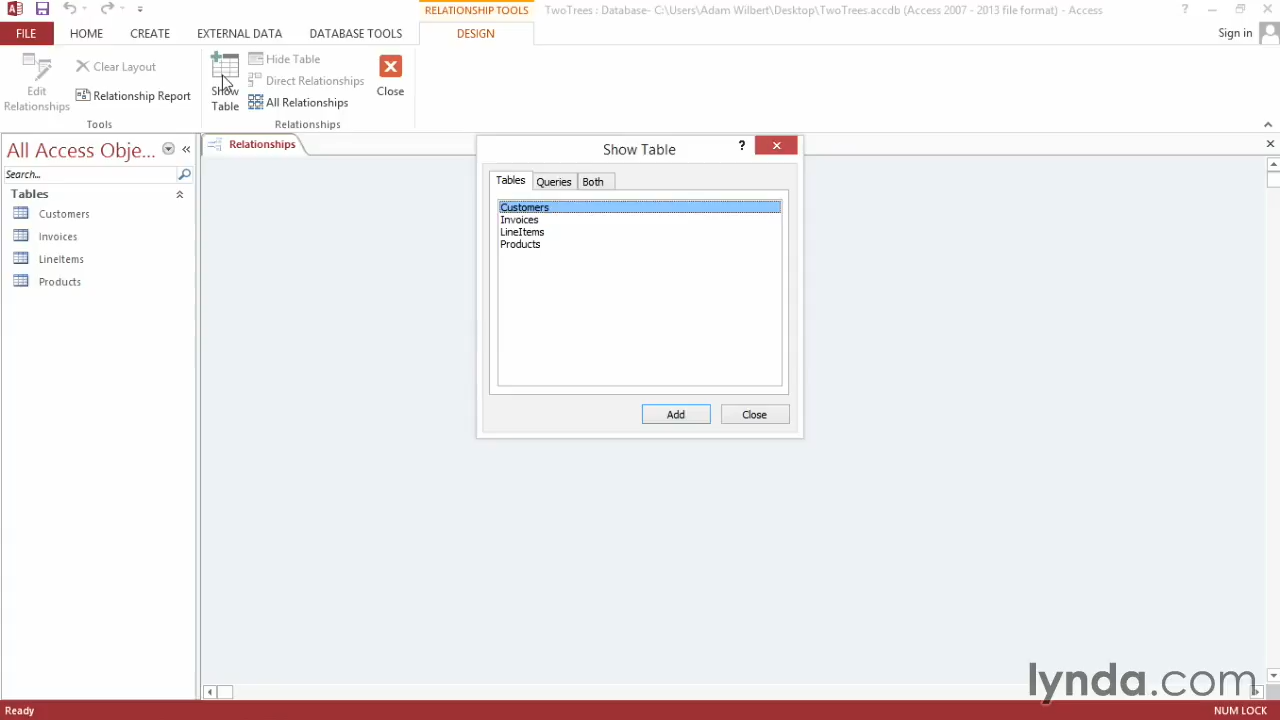 RELATIONSHIP TOOLS
TwoTrees : Database- C:\Users\Adam Wilbert\Desktop\TwoTrees.accdb (Access 2007 - 2013 file format) - Access
?
FILE
HOME
CREATE
EXTERNAL DATA
DATABASE TOOLS
DESIGN
Sign in
Edit
Relationships
Clear Layout
Relationship Report
Tools
Show
Table
Hide Table
Direct Relationships
All Relationships
Close
Relationships
All Access Obje...
Search...
Tables
Customers
Invoices
LineItems
Products
Relationships
Show Table
?
Tables
Queries
Both
Customers
Invoices
LineItems
Products
Add
Close
lynda.com
Ready
NUM LOCK